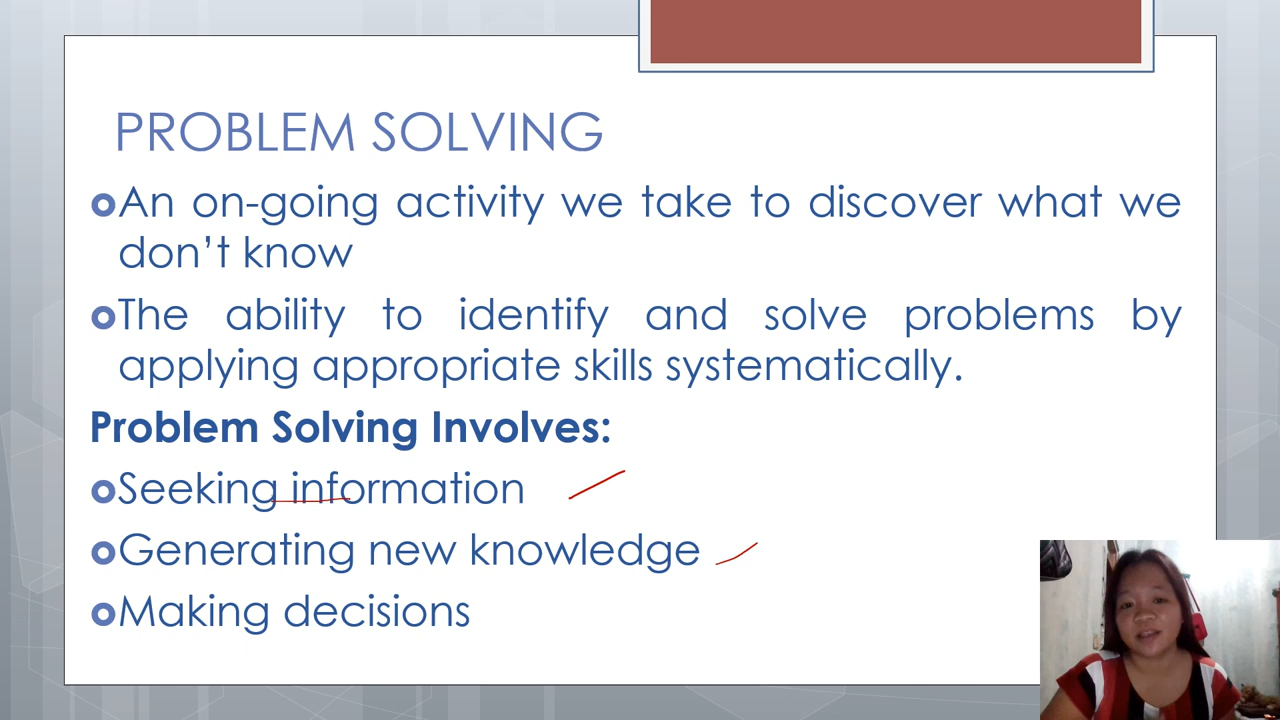 PROBLEM SOLVING
An on-going activity we take to discover what we
don’t know
The ability to identify and solve problems by
applying appropriate skills systematically.
Problem Solving Involves:
Seeking information
Generating new knowledge
Making decisions